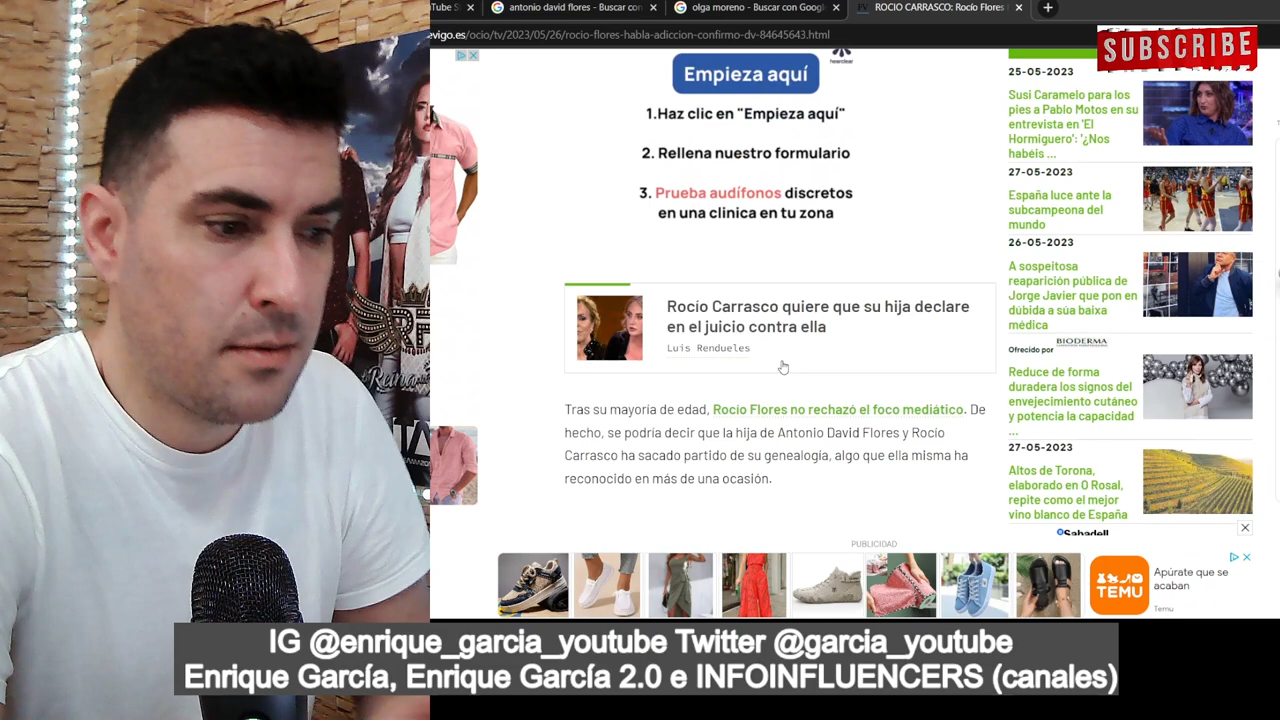 antonio david flores - Buscar con
olga moreno - Buscar con Google
ROCIO CARRASCO: Rocío Flores
evigo.es/ocio/tv/2023/05/26/rocio-flores-habla-adiccion-confirmo-dv-84645643.html
SUBSCRIBE
Empieza aquí
1.Haz clic en "Empieza aquí"
2. Rellena nuestro formulario
3. Prueba audífonos discretos
en una clinica en tu zona
Rocío Carrasco quiere que su hija declare
en el juicio contra ella
Luis Rendueles
Tras su mayoría de edad, Rocío Flores no rechazó el foco mediático. De
hecho, se podría decir que la hija de Antonio David Flores y Rocío
Carrasco ha sacado partido de su genealogía, algo que ella misma ha
reconocido en más de una ocasión.
25-05-2023
Susi Caramelo para los
pies a Pablo Motos en su
entrevista en 'El
Hormiguero': '¿Nos
habéis ...
27-05-2023
España luce ante la
subcampeona del
mundo
26-05-2023
A sospeitosa
reaparición pública de
Jorge Javier que pon en
dúbida a súa baixa
médica
Ofrecido por BIODERMA
Reduce de forma
duradera los signos del
envejecimiento cutáneo
y potencia la capacidad
...
27-05-2023
Altos de Torona,
elaborado en O Rosal,
repite como el mejor
vino blanco de España
Sabadell
PUBLICIDAD
TEMU
Apúrate que se
acaban
Temu
IG @enrique_garcia_youtube Twitter @garcia_youtube
Enrique García, Enrique García 2.0 e INFOINFLUENCERS (canales)